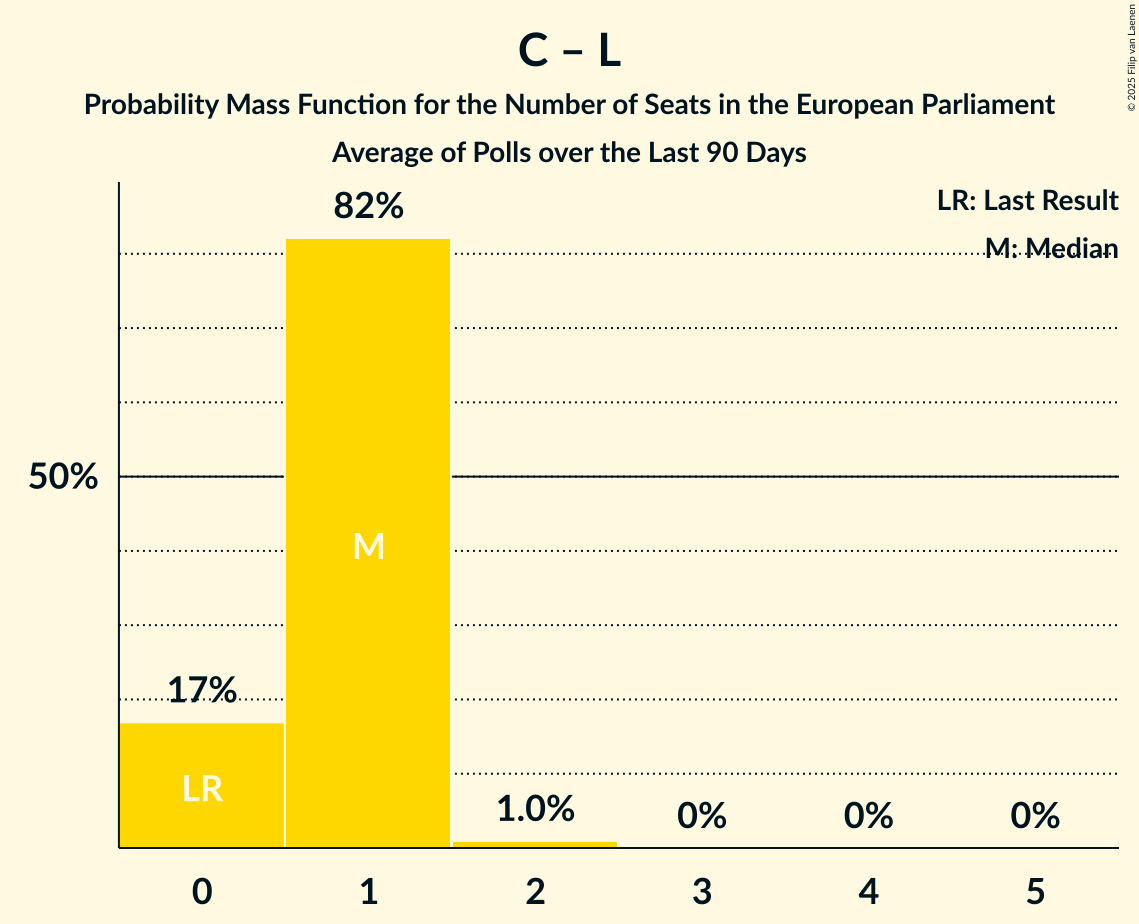 C – L
Probability Mass Function for the Number of Seats in the European Parliament
Average of Polls over the Last 90 Days
© 2025 Filip van Laenen
LR: Last Result
M: Median
82%
50%
M
17%
LR
1.0%
0%
0%
0%
0
1
2
3
4
5